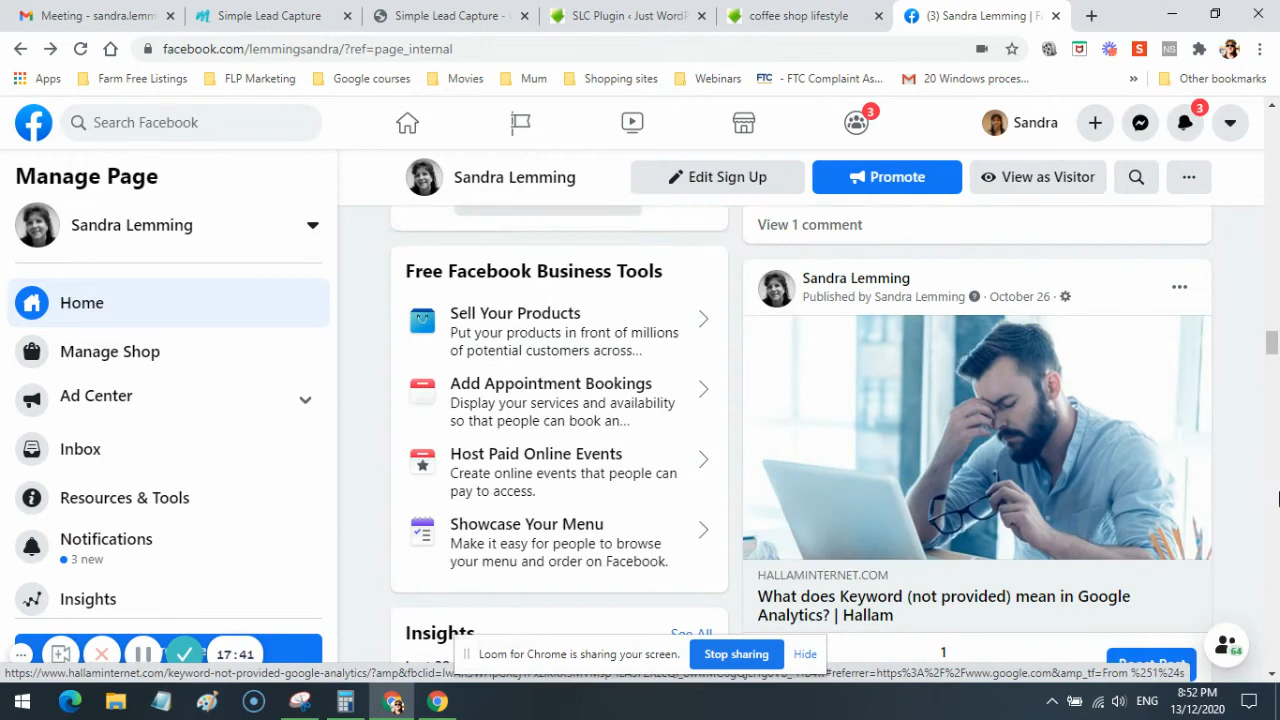 Meeting - sandra.lemm
Simple Lead Capture
Simple Lead Capture -
SLC Plugin ‹ Just WordP
coffee shop lifestyle
(3) Sandra Lemming | Fa
facebook.com/lemmingsandra/?ref=page_internal
Apps
Farm Free Listings
FLP Marketing
Google courses
Movies
Mum
Shopping sites
Webinars
FTC - FTC Complaint As...
20 Windows proces...
»
Other bookmarks
Search Facebook
3
Sandra
3
Manage Page
Sandra Lemming
Home
Manage Shop
Ad Center
Inbox
Resources & Tools
Notifications
3 new
Insights
17:41
Sandra Lemming
Edit Sign Up
Promote
View as Visitor
Free Facebook Business Tools
Sell Your Products
Put your products in front of millions
of potential customers across...
Add Appointment Bookings
Display your services and availability
so that people can book an...
Host Paid Online Events
Create online events that people can
pay to access.
Showcase Your Menu
Make it easy for people to browse
your menu and order on Facebook.
Insights
See All
View 1 comment
Sandra Lemming
Published by Sandra Lemming · October 26 ·
HALLAMINTERNET.COM
What does Keyword (not provided) mean in Google
Analytics? | Hallam
1
Boost Post
64
Loom for Chrome is sharing your screen.
Stop sharing
Hide
8:52 PM
ENG
13/12/2020